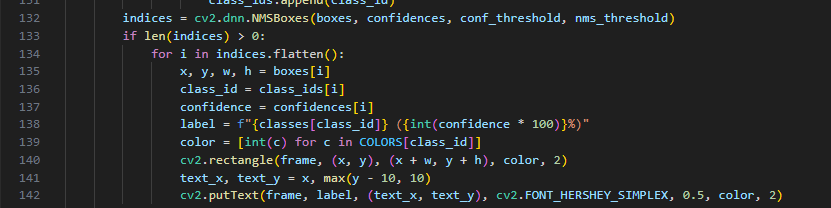 131 class_ids.append(class_id)
132 indices = cv2.dnn.NMSBoxes(boxes, confidences, conf_threshold, nms_threshold)
133 if len(indices) > 0:
134 for i in indices.flatten():
135 x, y, w, h = boxes[i]
136 class_id = class_ids[i]
137 confidence = confidences[i]
138 label = f"{classes[class_id]} ({int(confidence * 100)}%)"
139 color = [int(c) for c in COLORS[class_id]]
140 cv2.rectangle(frame, (x, y), (x + w, y + h), color, 2)
141 text_x, text_y = x, max(y - 10, 10)
142 cv2.putText(frame, label, (text_x, text_y), cv2.FONT_HERSHEY_SIMPLEX, 0.5, color, 2)